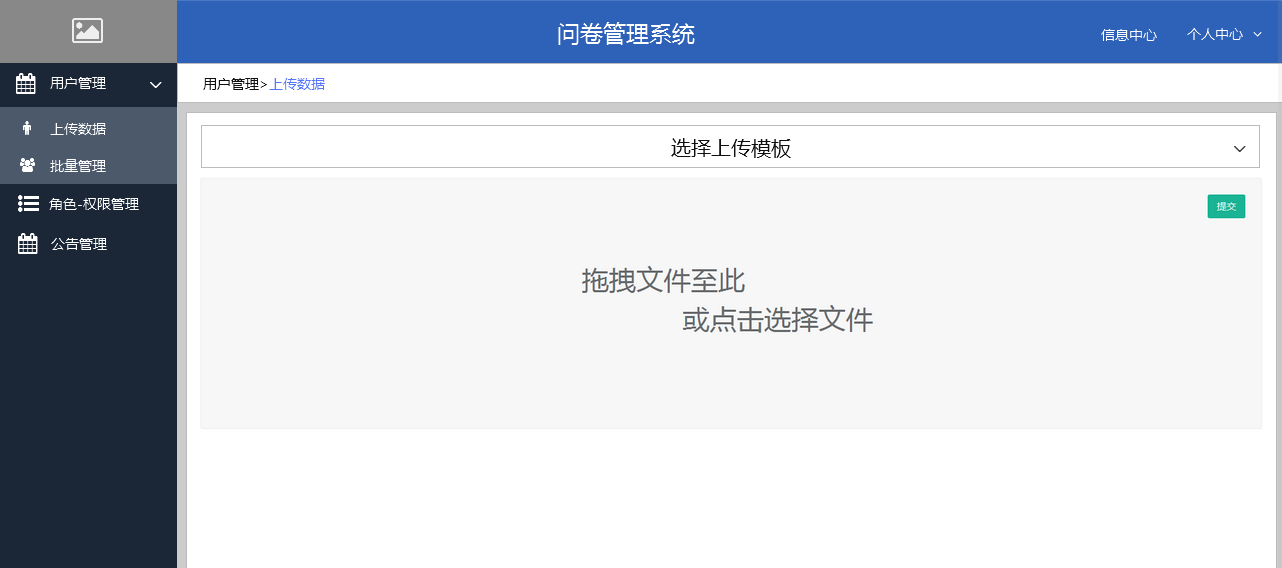 问卷管理系统
信息中心
个人中心
用户管理
用户管理>上传数据
上传数据
批量管理
角色-权限管理
公告管理
选择上传模板
提交
拖拽文件至此
或点击选择文件